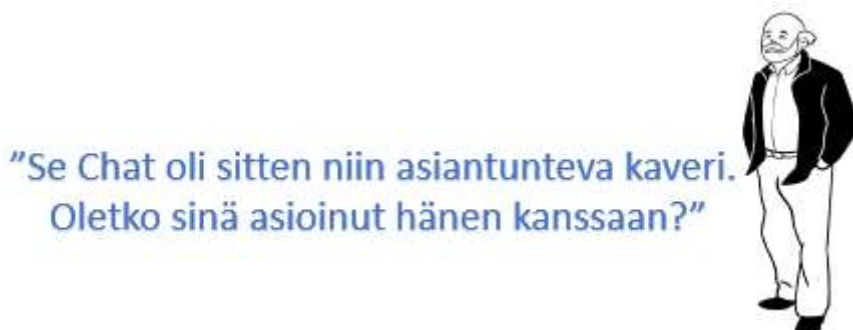 ”Se Chat oli sitten niin asiantunteva kaveri.
Oletko sinä asioinut hänen kanssaan?”